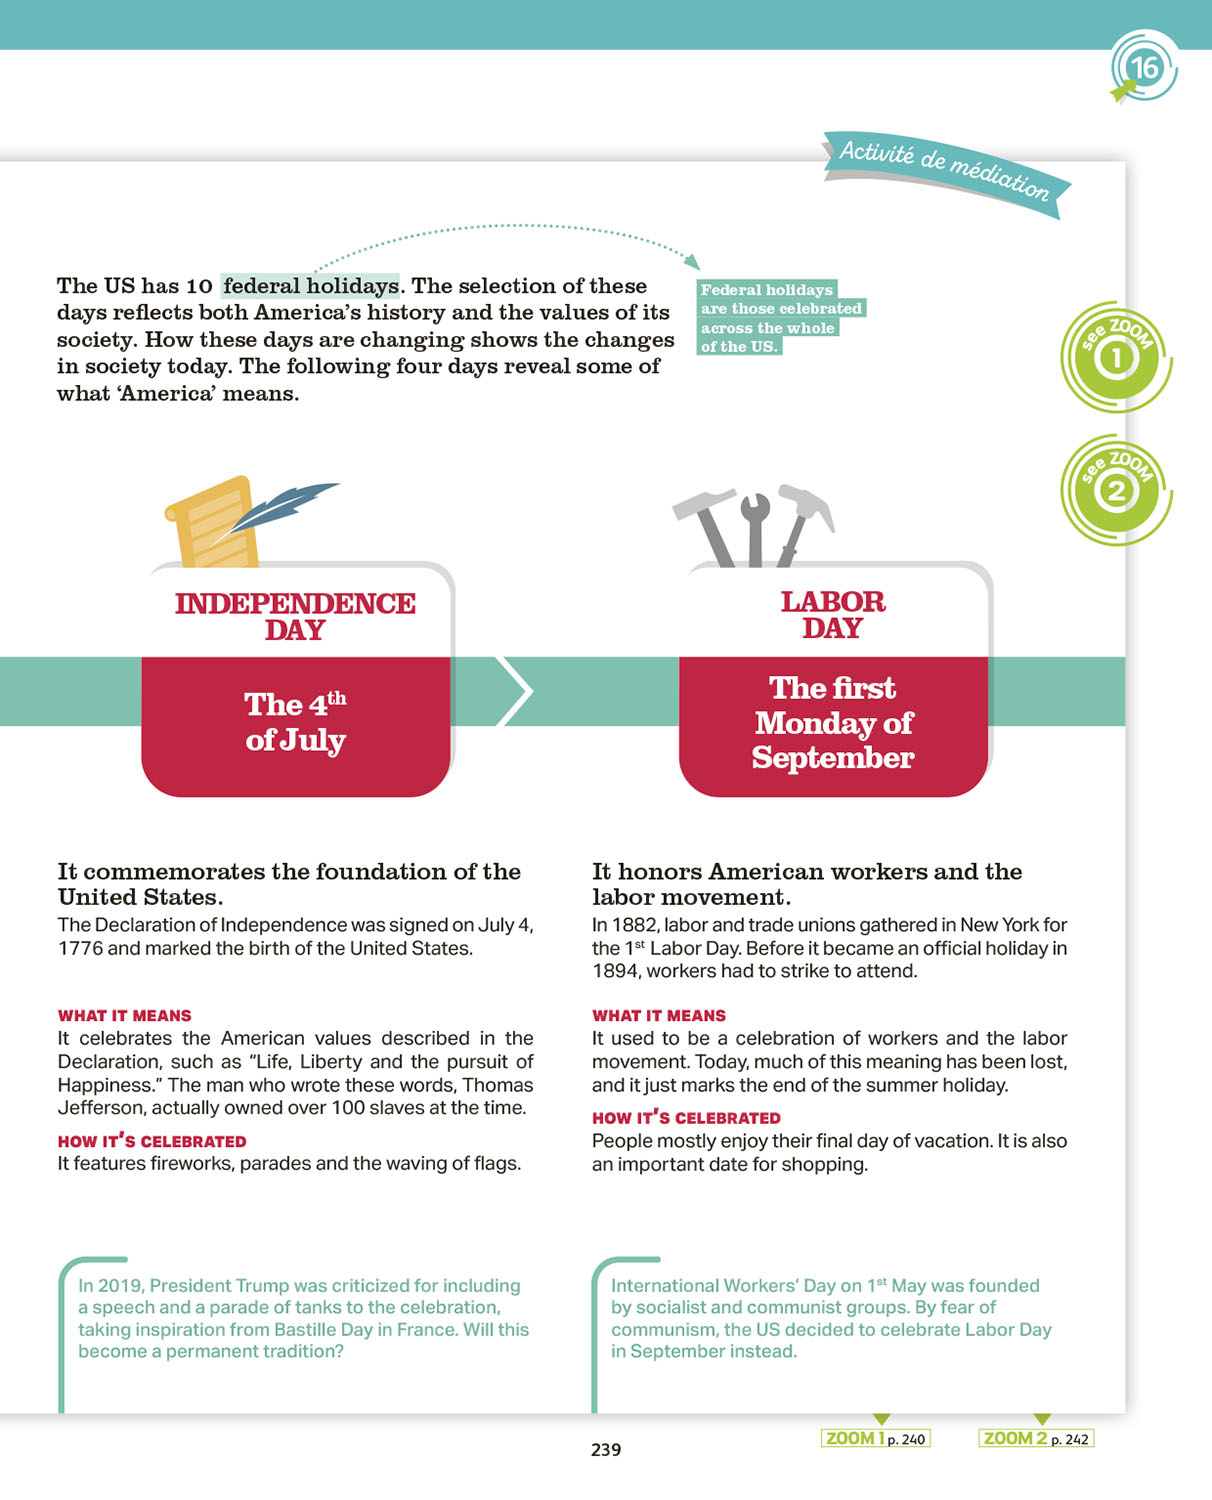 16
Activité de médiation
The US has 10 federal holidays. The selection of these
days reflects both America's history and the values of its
society. How these days are changing shows the changes
in society today. The following four days reveal some of
what 'America' means.
Federal holidays
are those celebrated
across the whole
of the US.
see ZOOM
1
see ZOOM
2
INDEPENDENCE
DAY
The 4th
of July
LABOR
DAY
The first
Monday of
September
It commemorates the foundation of the
United States.
The Declaration of Independence was signed on July 4,
1776 and marked the birth of the United States.
WHAT IT MEANS
It celebrates the American values described in the
Declaration, such as “Life, Liberty and the pursuit of
Happiness.” The man who wrote these words, Thomas
Jefferson, actually owned over 100 slaves at the time.
HOW IT'S CELEBRATED
It features fireworks, parades and the waving of flags.
In 2019, President Trump was criticized for including
a speech and a parade of tanks to the celebration,
taking inspiration from Bastille Day in France. Will this
become a permanent tradition?
It honors American workers and the
labor movement.
In 1882, labor and trade unions gathered in New York for
the 1st Labor Day. Before it became an official holiday in
1894, workers had to strike to attend.
WHAT IT MEANS
It used to be a celebration of workers and the labor
movement. Today, much of this meaning has been lost,
and it just marks the end of the summer holiday.
HOW IT'S CELEBRATED
People mostly enjoy their final day of vacation. It is also
an important date for shopping.
International Workers' Day on 1st May was founded
by socialist and communist groups. By fear of
communism, the US decided to celebrate Labor Day
in September instead.
239
ZOOM 1 p. 240
ZOOM 2 p. 242